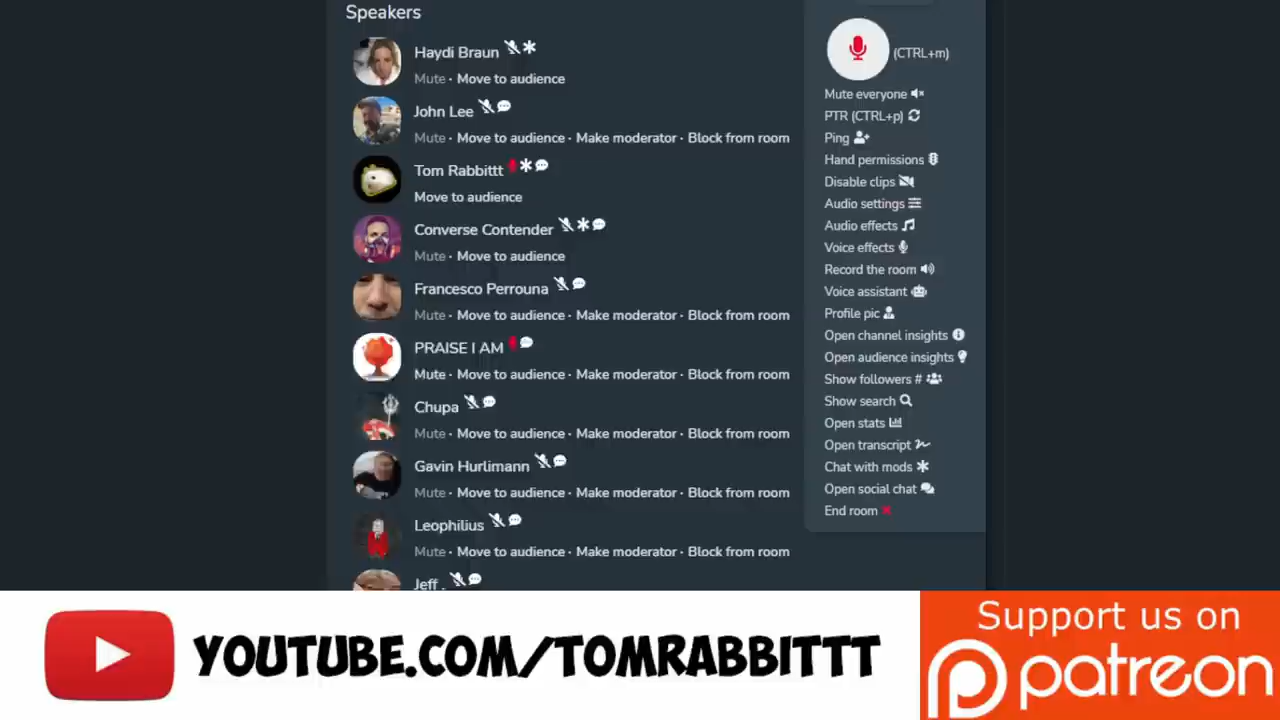 Speakers
Haydi Braun
Mute · Move to audience
John Lee
Mute · Move to audience · Make moderator · Block from room
Tom Rabbittt
Move to audience
Converse Contender
Mute · Move to audience
Francesco Perrouna
Mute · Move to audience · Make moderator · Block from room
PRAISE I AM
Mute · Move to audience · Make moderator · Block from room
Chupa
Mute · Move to audience · Make moderator · Block from room
Gavin Hurlimann
Mute · Move to audience · Make moderator · Block from room
Leophilius
Mute · Move to audience · Make moderator · Block from room
Jeff .
(CTRL+m)
Mute everyone
PTR (CTRL+p)
Ping
Hand permissions
Disable clips
Audio settings
Audio effects
Voice effects
Record the room
Voice assistant
Profile pic
Open channel insights
Open audience insights
Show followers #
Show search
Open stats
Open transcript
Chat with mods
Open social chat
End room
YOUTUBE.COM/TOMRABBITTT
Support us on
patreon